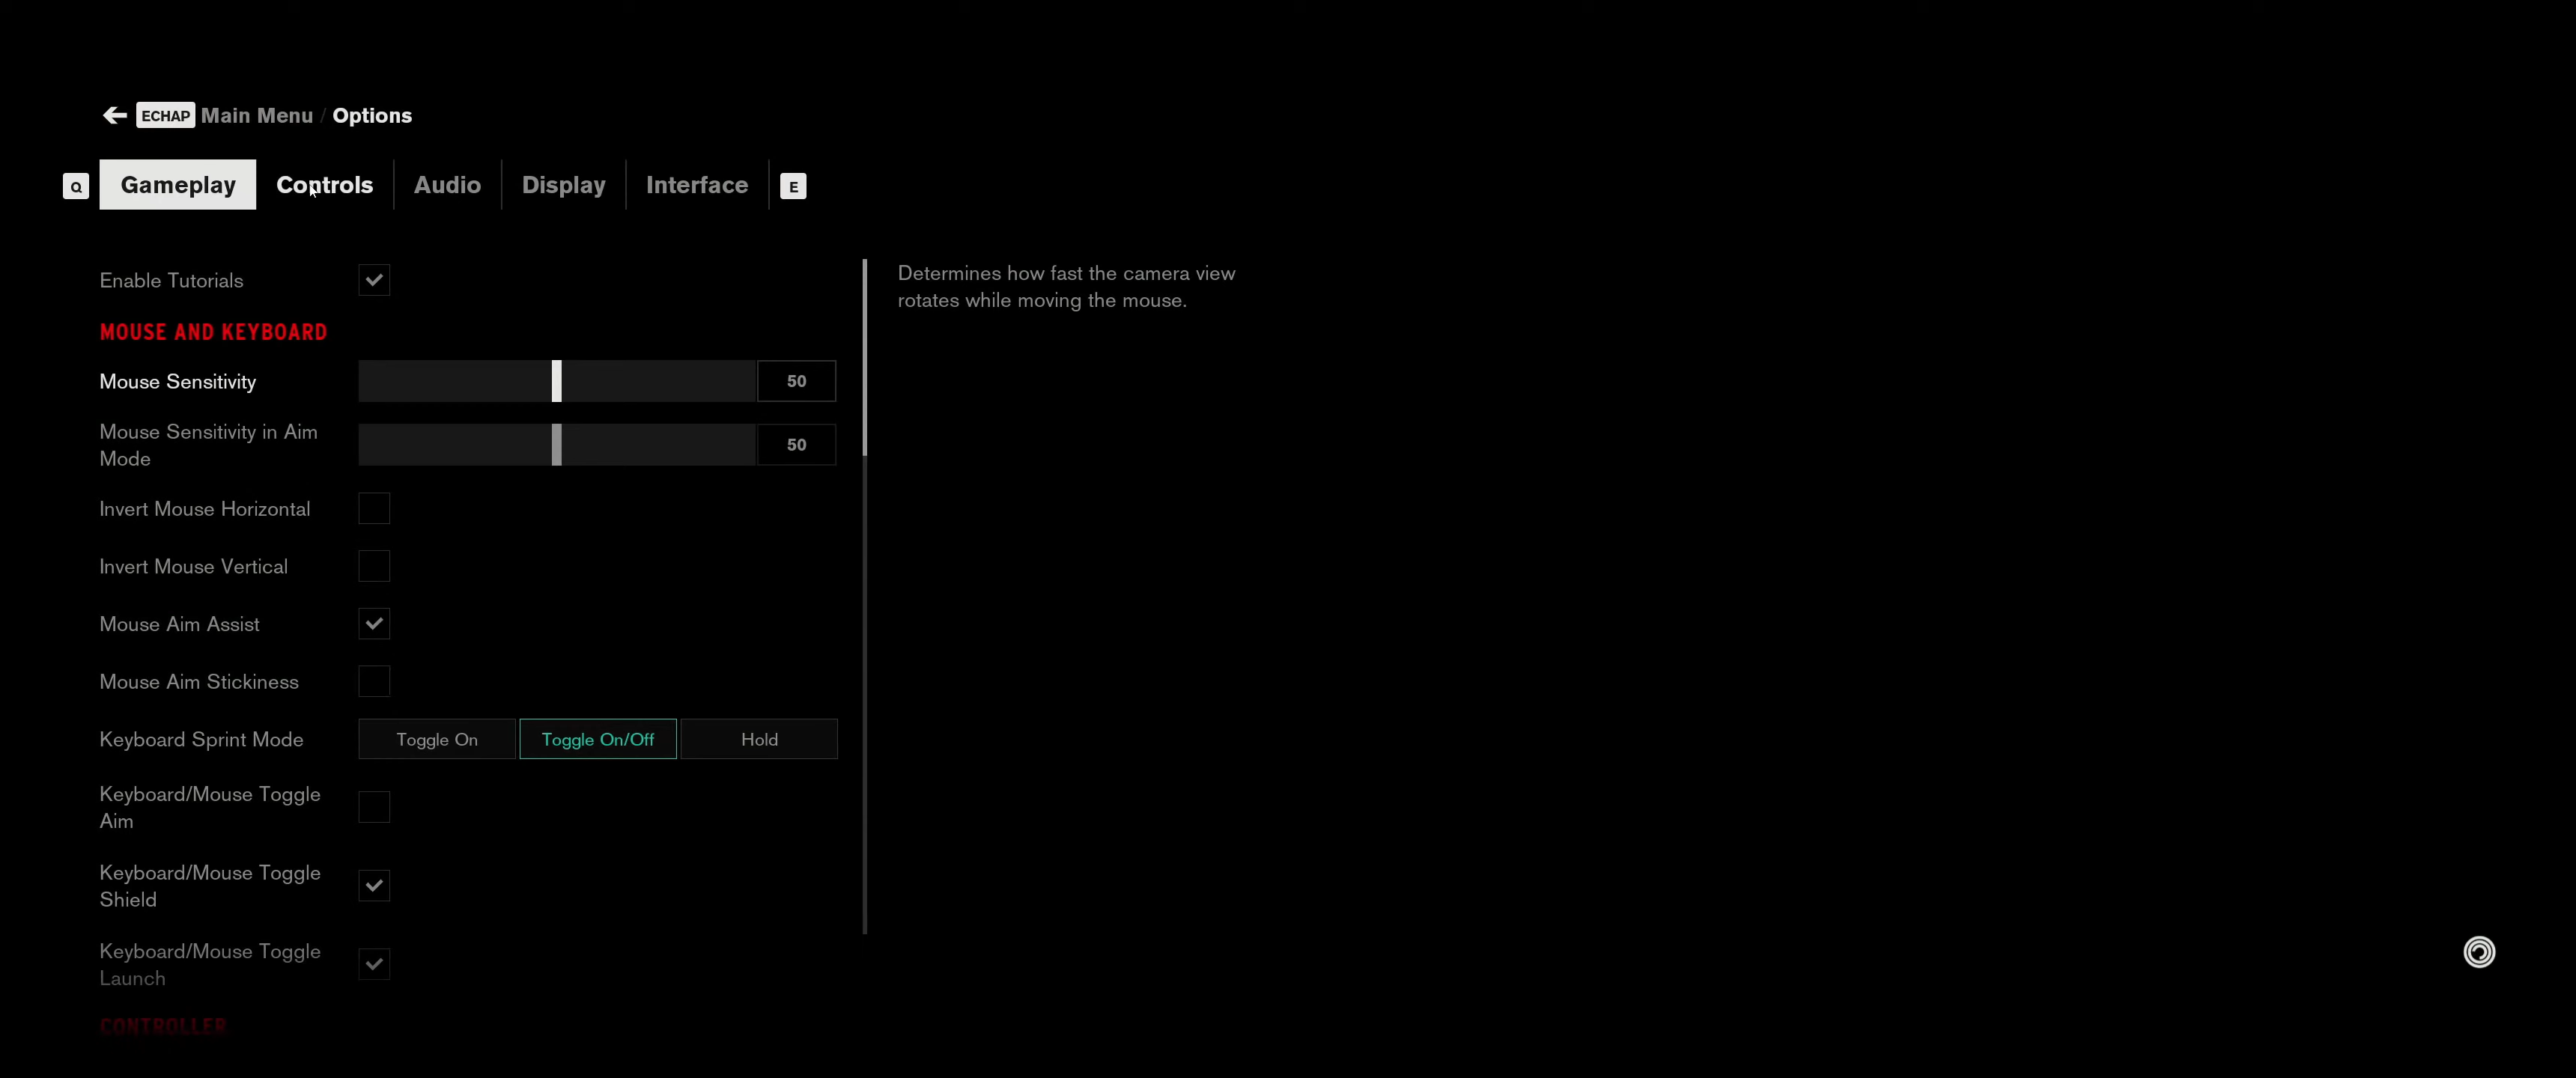 ECHAP Main Menu / Options
Q Gameplay Controls Audio Display Interface E
Enable Tutorials
Determines how fast the camera view
rotates while moving the mouse.
MOUSE AND KEYBOARD
Mouse Sensitivity 50
Mouse Sensitivity in Aim
Mode
50
Invert Mouse Horizontal
Invert Mouse Vertical
Mouse Aim Assist
Mouse Aim Stickiness
Keyboard Sprint Mode Toggle On Toggle On/Off Hold
Keyboard/Mouse Toggle
Aim
Keyboard/Mouse Toggle
Shield
Keyboard/Mouse Toggle
Launch
CONTROLLER